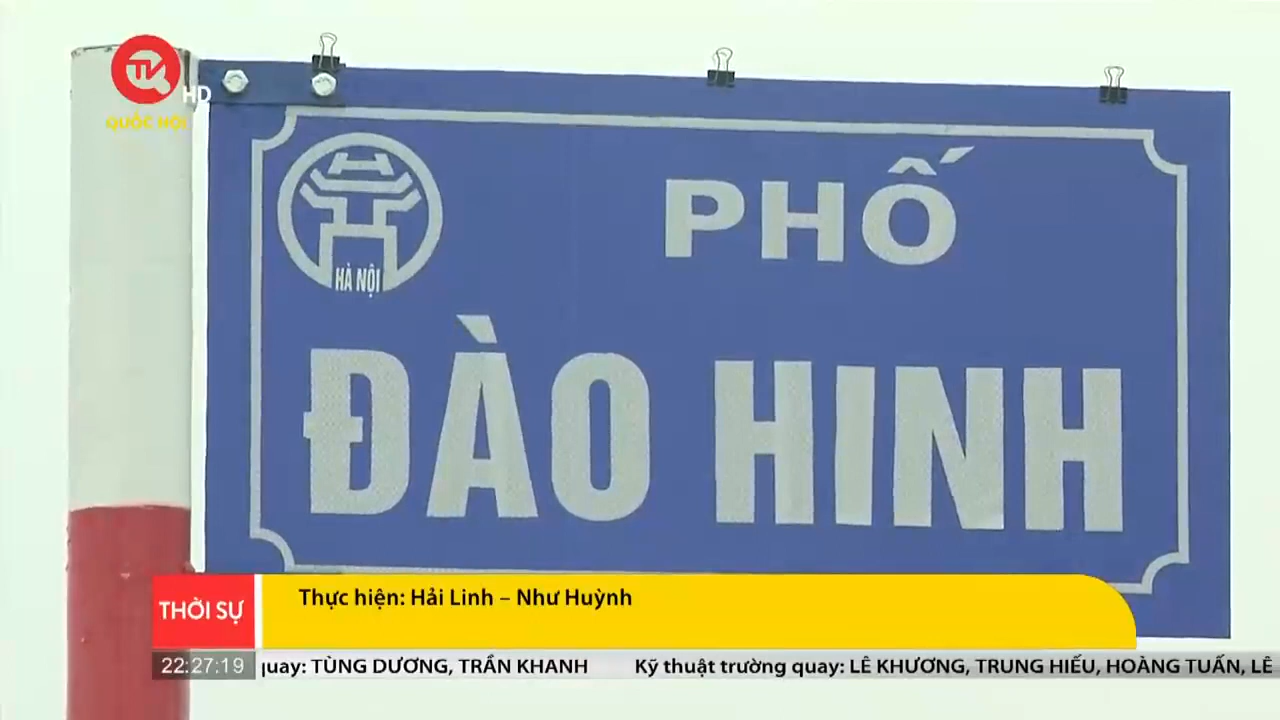 TV
HD
QUỐC HỘI
HÀ NỘI
PHỐ
ĐÀO HINH
THỜI SỰ
Thực hiện: Hải Linh – Như Huỳnh
22:27:19
quay: TÙNG DƯƠNG, TRẦN KHANH Kỹ thuật trường quay: LÊ KHƯƠNG, TRUNG HIẾU, HOÀNG TUẤN, LÊ